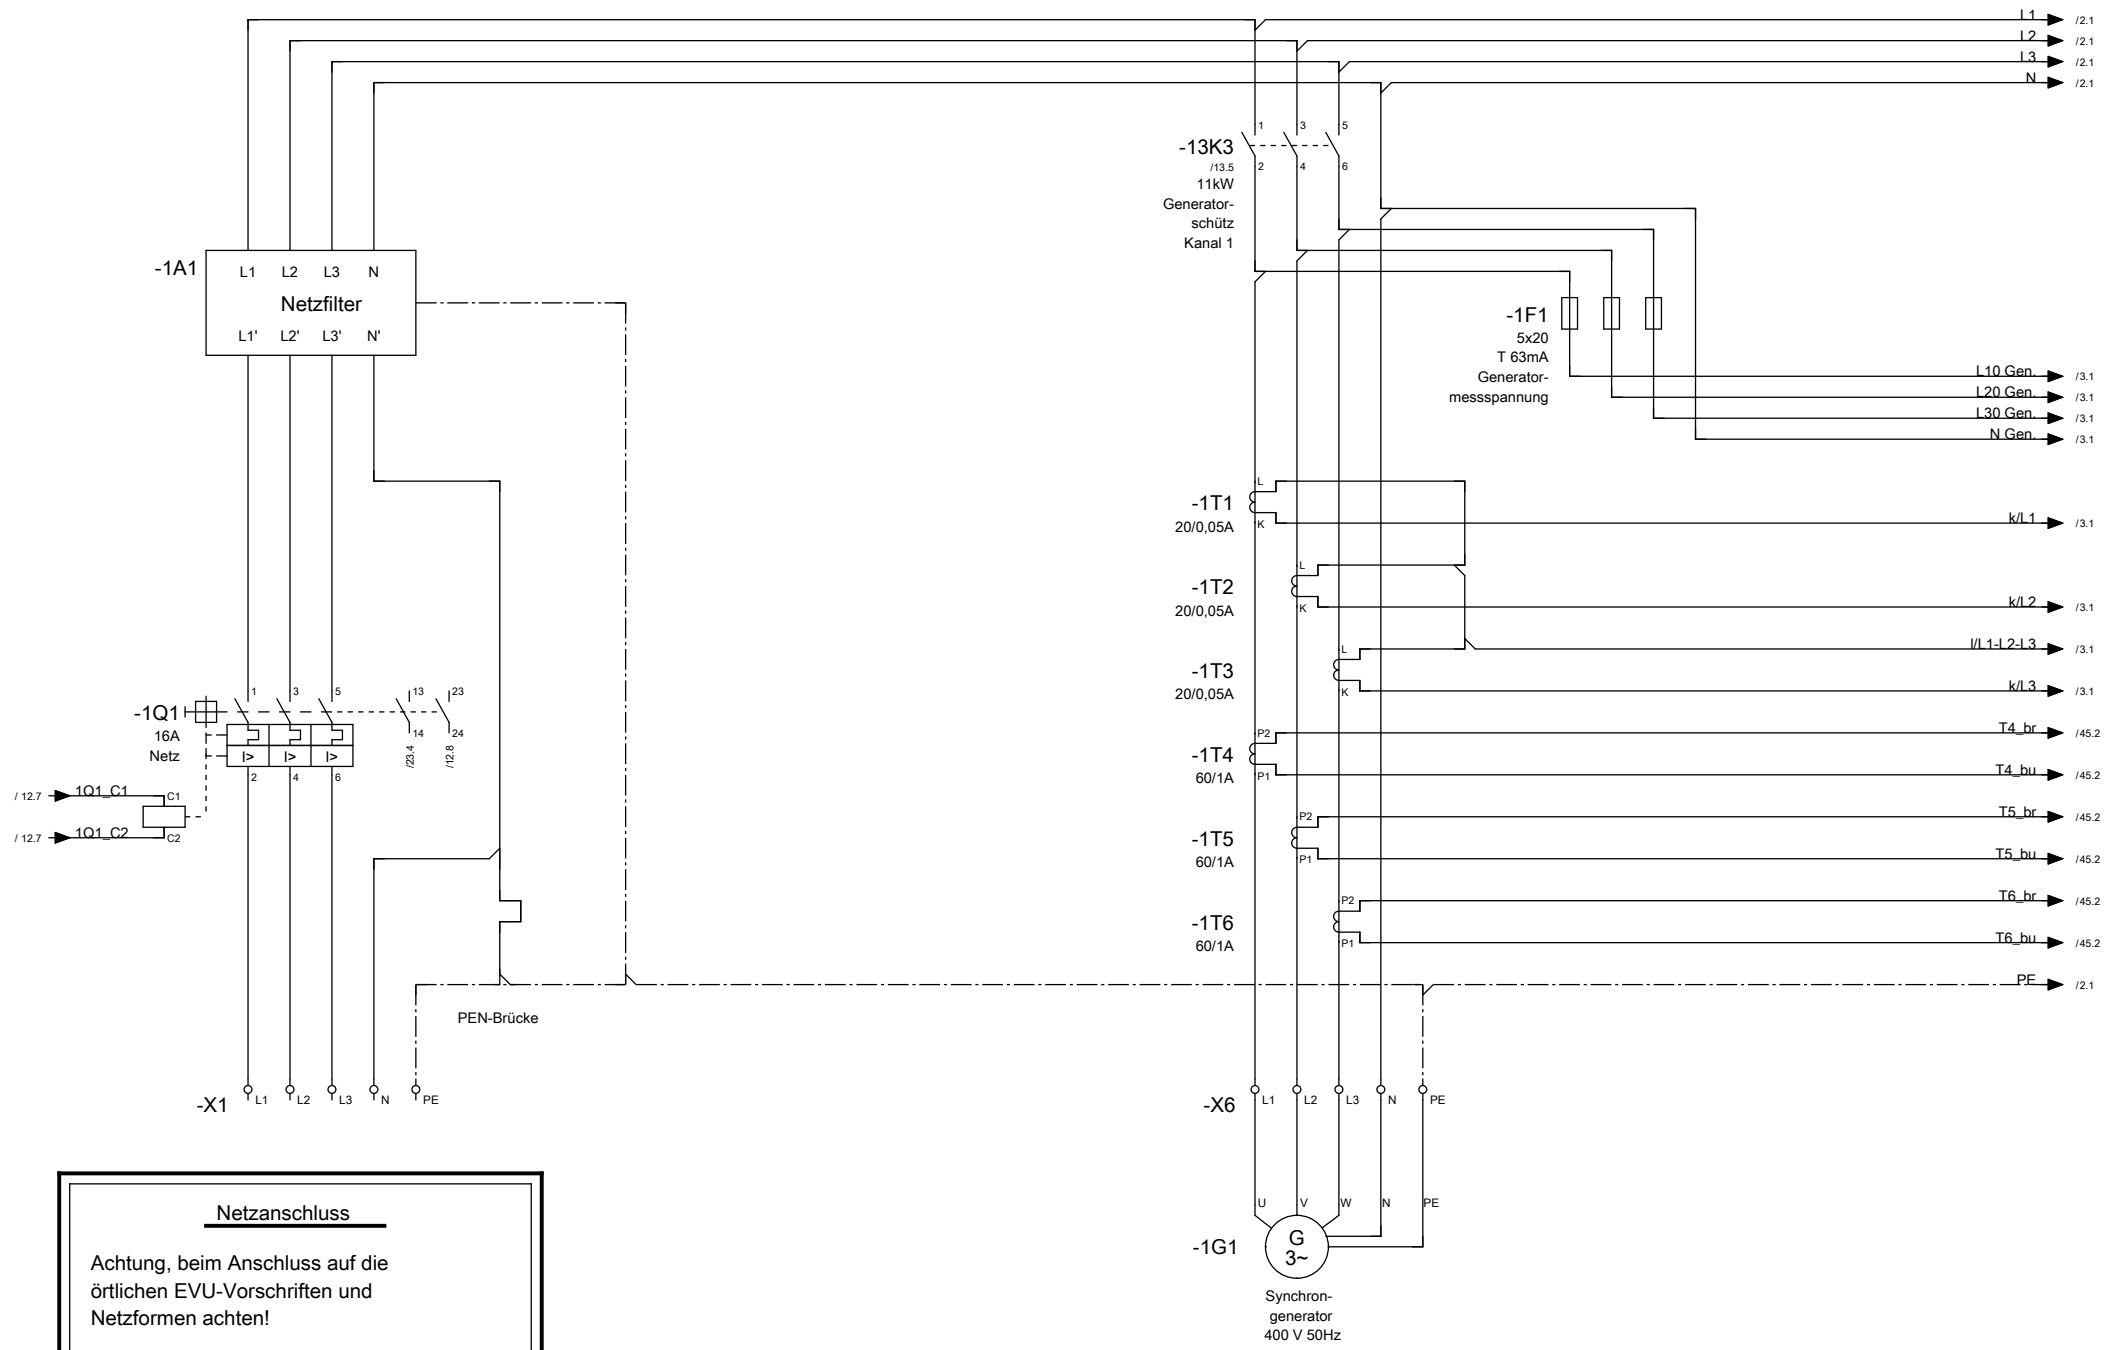 L1 /2.1
L2 /2.1
L3 /2.1
N /2.1
-13K3
/13.5
11kW
Generator-
schütz
Kanal 1
1 3 5
2 4 6
-1A1
L1 L2 L3 N
Netzfilter
L1' L2' L3' N'
-1F1
5x20
T 63mA
Generator-
messspannung
L10 Gen. /3.1
L20 Gen. /3.1
L30 Gen. /3.1
N Gen. /3.1
-1T1
20/0,05A
L
K
k/L1 /3.1
-1T2
20/0,05A
L
K
k/L2 /3.1
l/L1-L2-L3 /3.1
-1T3
20/0,05A
L
K
k/L3 /3.1
-1Q1
16A
Netz
1 3 5 13 23
14 24
/23.4 /12.8
I> I> I>
2 4 6
/ 12.7 1Q1_C1 C1
/ 12.7 1Q1_C2 C2
-1T4
60/1A
P2
P1
T4_br /45.2
T4_bu /45.2
-1T5
60/1A
P2
P1
T5_br /45.2
T5_bu /45.2
-1T6
60/1A
P2
P1
T6_br /45.2
T6_bu /45.2
PE /2.1
PEN-Brücke
-X1 L1 L2 L3 N PE
-X6 L1 L2 L3 N PE
U V W N PE
-1G1
G
3~
Synchron-
generator
400 V 50Hz
Netzanschluss
Achtung, beim Anschluss auf die
örtlichen EVU-Vorschriften und
Netzformen achten!